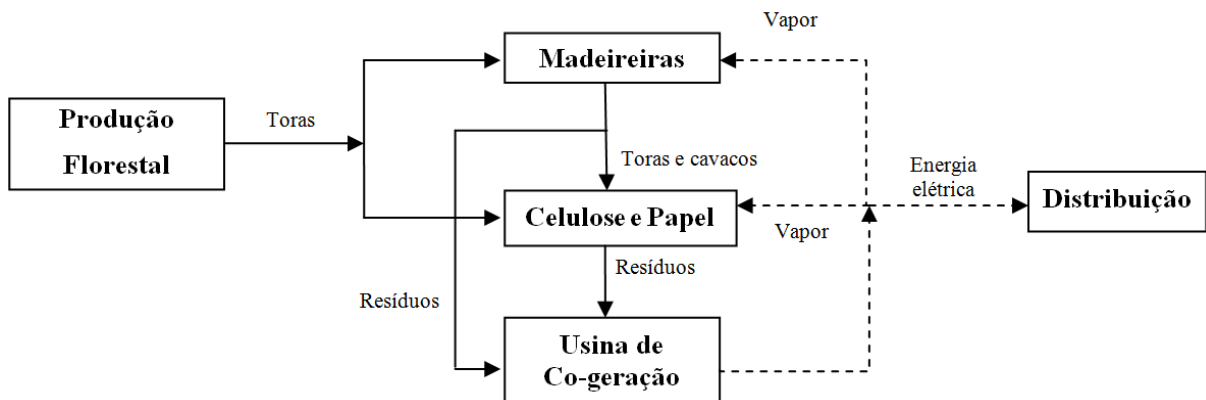 Vapor
Madeireiras
Produção
Florestal
Toras
Toras e cavacos
Energia
elétrica
Distribuição
Celulose e Papel
Vapor
Resíduos
Resíduos
Usina de
Co-geração